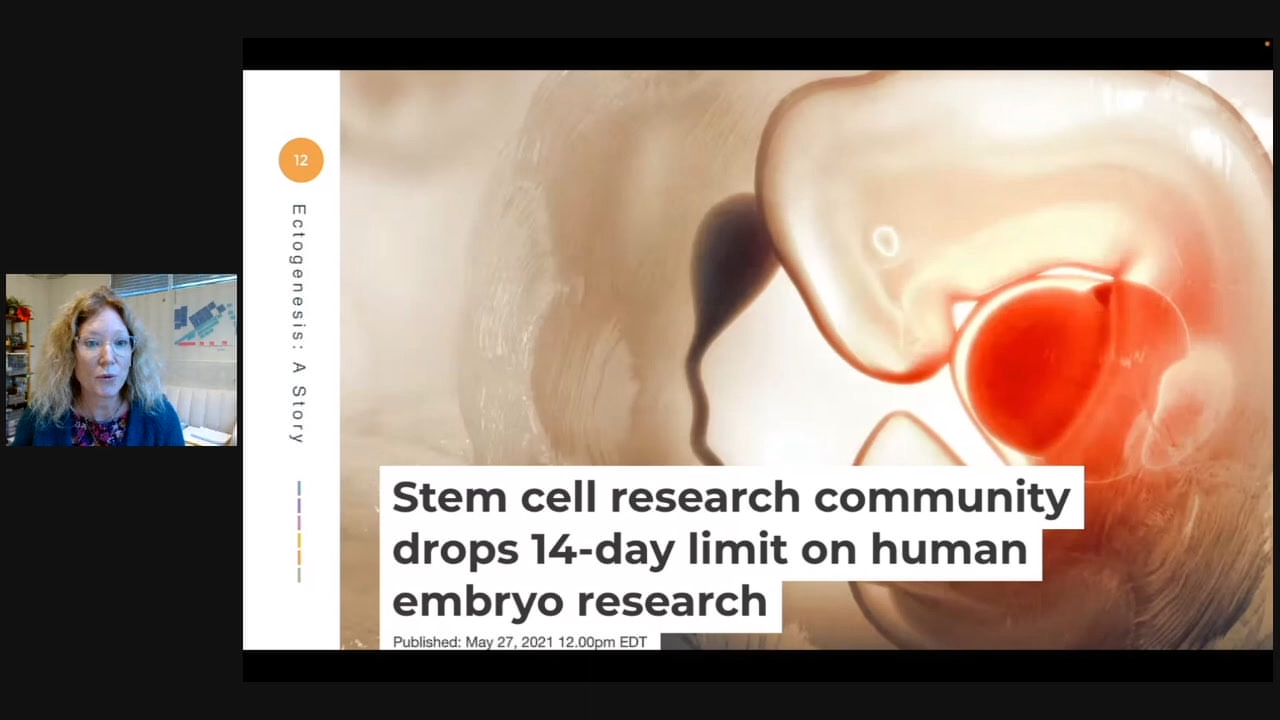 12
Ectogenesis: A Story
Stem cell research community
drops 14-day limit on human
embryo research
Published: May 27, 2021 12.00pm EDT